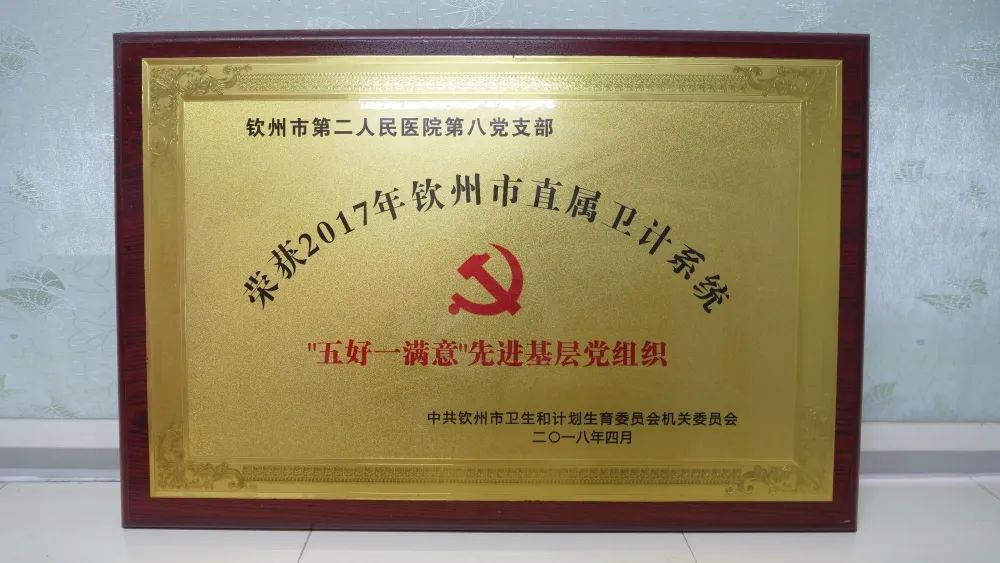 钦州市第二人民医院第八党支部
荣获2017年钦州市直属卫计系统
"五好一满意"先进基层党组织
中共钦州市卫生和计划生育委员会机关委员会
二〇一八年四月